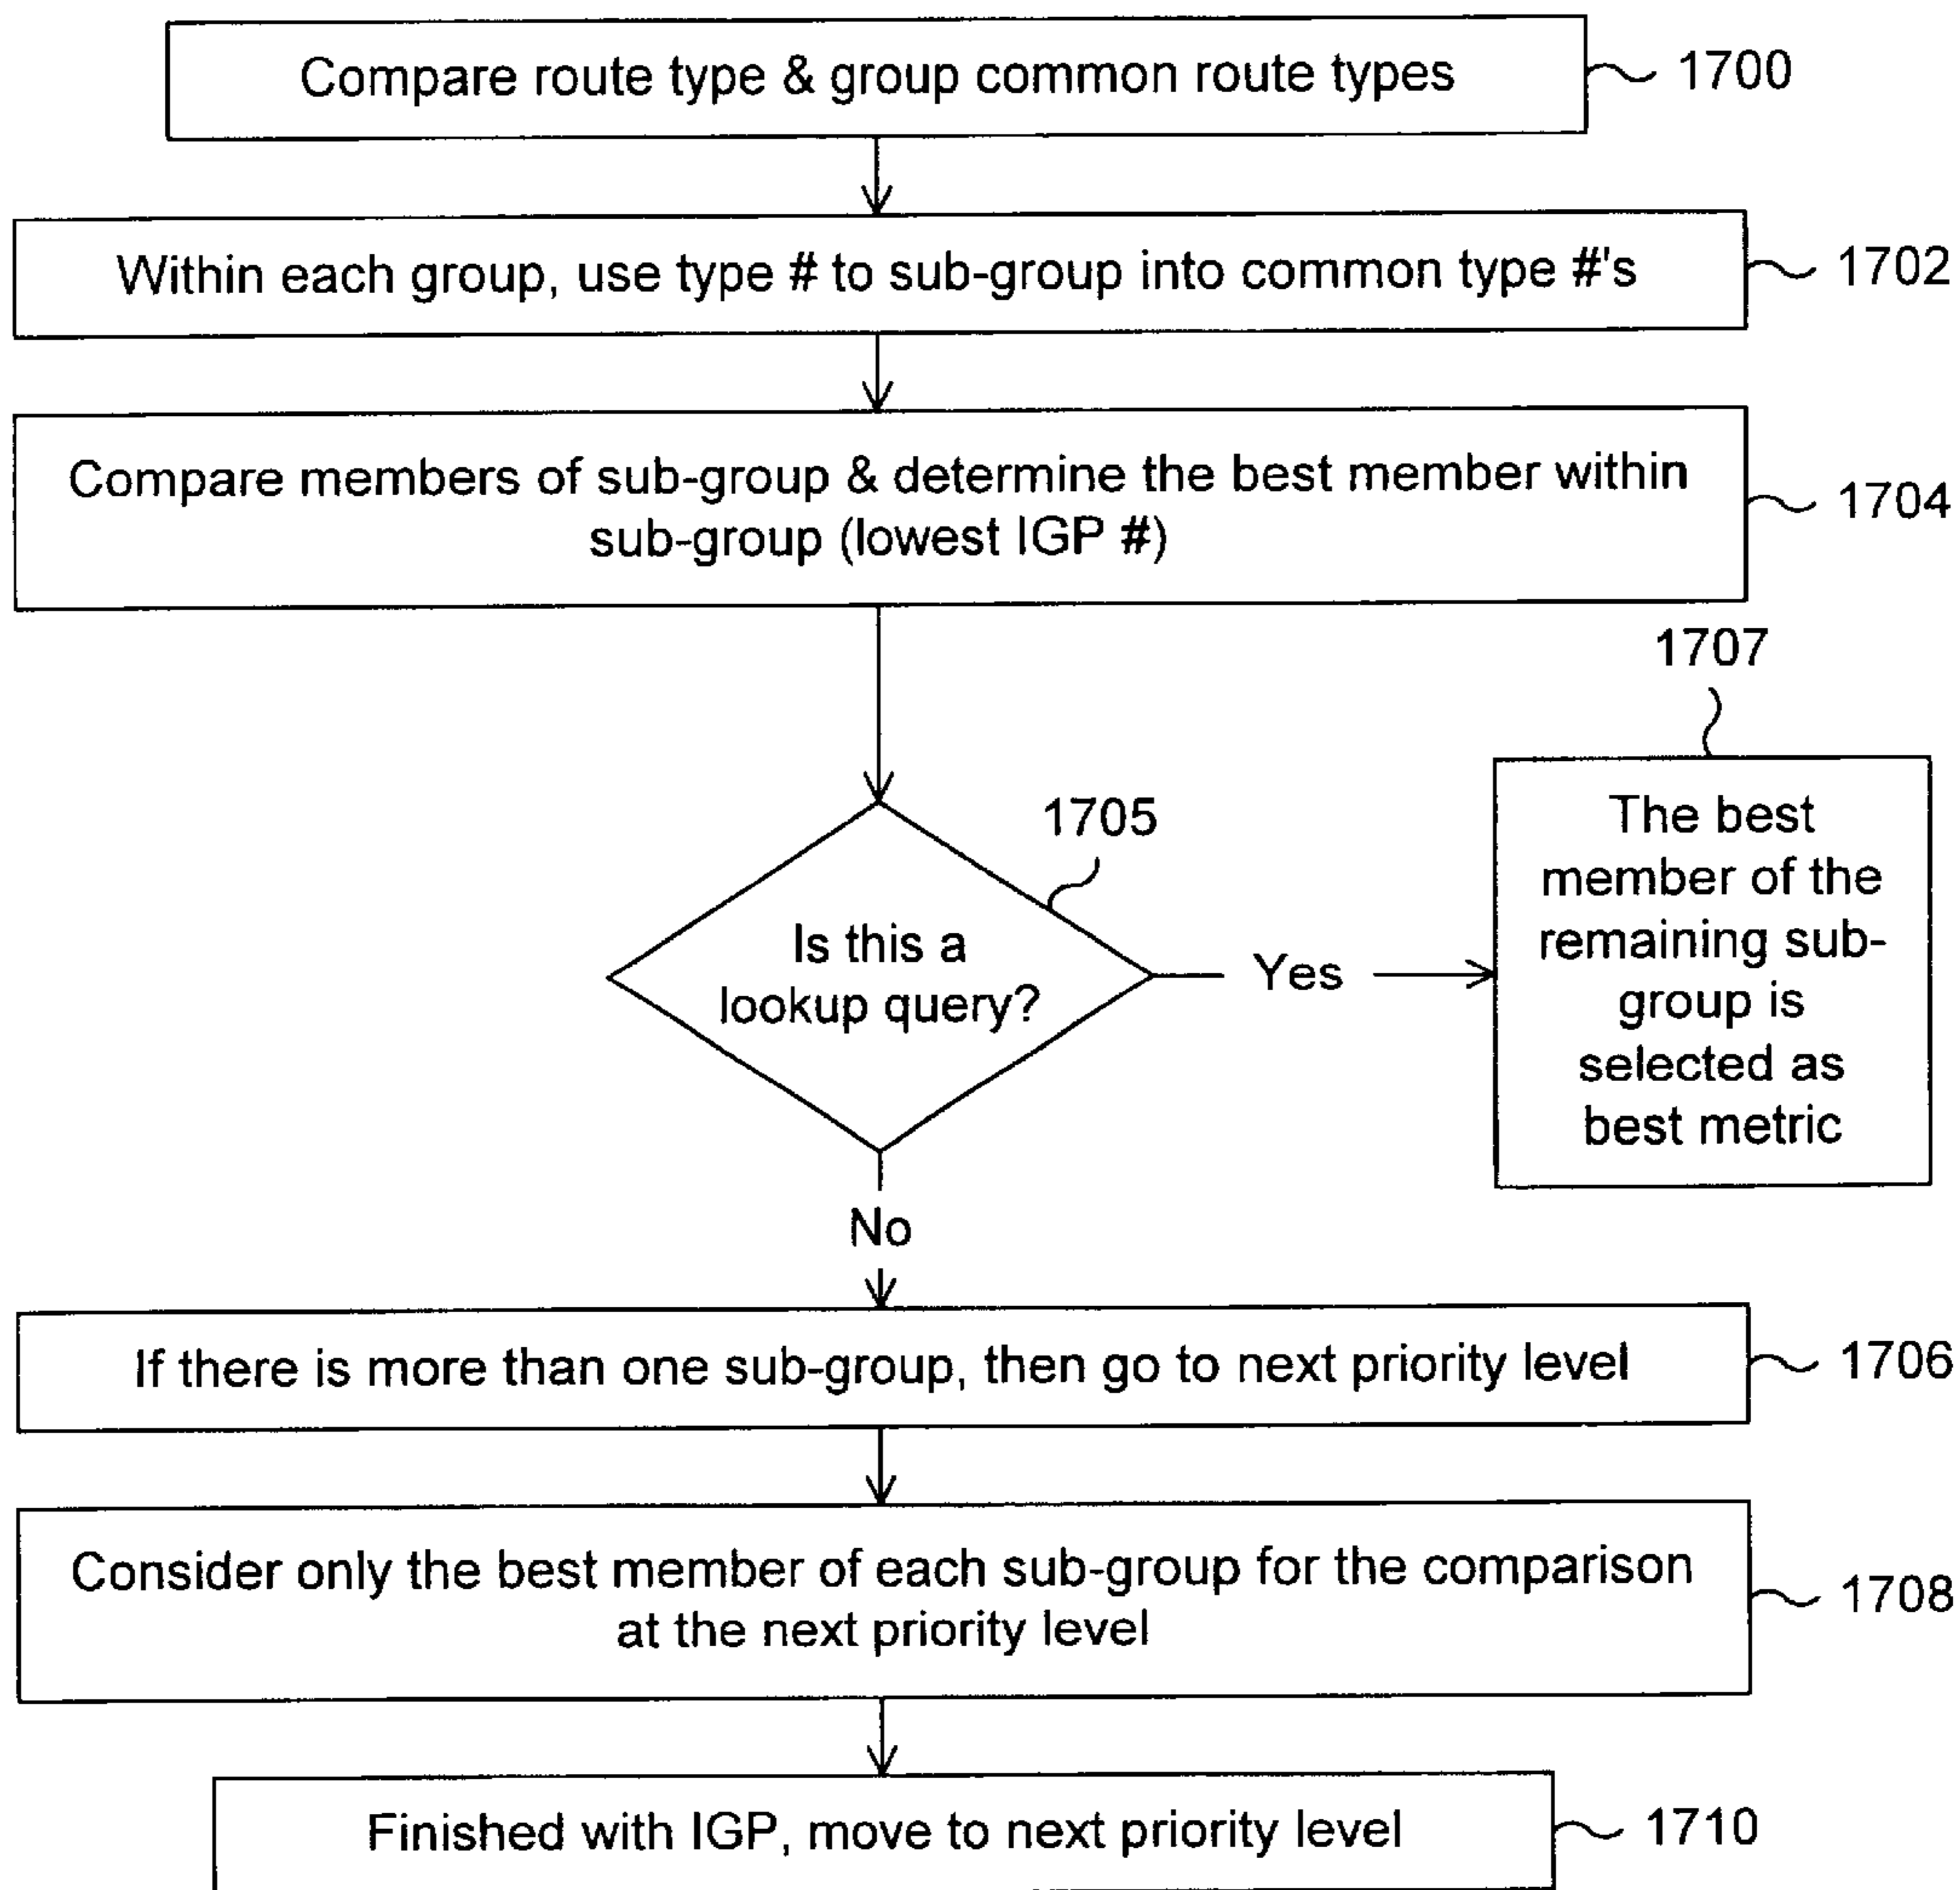 Compare route type & group common route types
1700
Within each group, use type # to sub-group into common type #'s
1702
Compare members of sub-group & determine the best member within
sub-group (lowest IGP #)
1704
1707
The best
member of the
remaining sub-
group is
selected as
best metric
1705
Is this a
lookup query?
Yes
No
If there is more than one sub-group, then go to next priority level
1706
Consider only the best member of each sub-group for the comparison
at the next priority level
1708
Finished with IGP, move to next priority level
1710